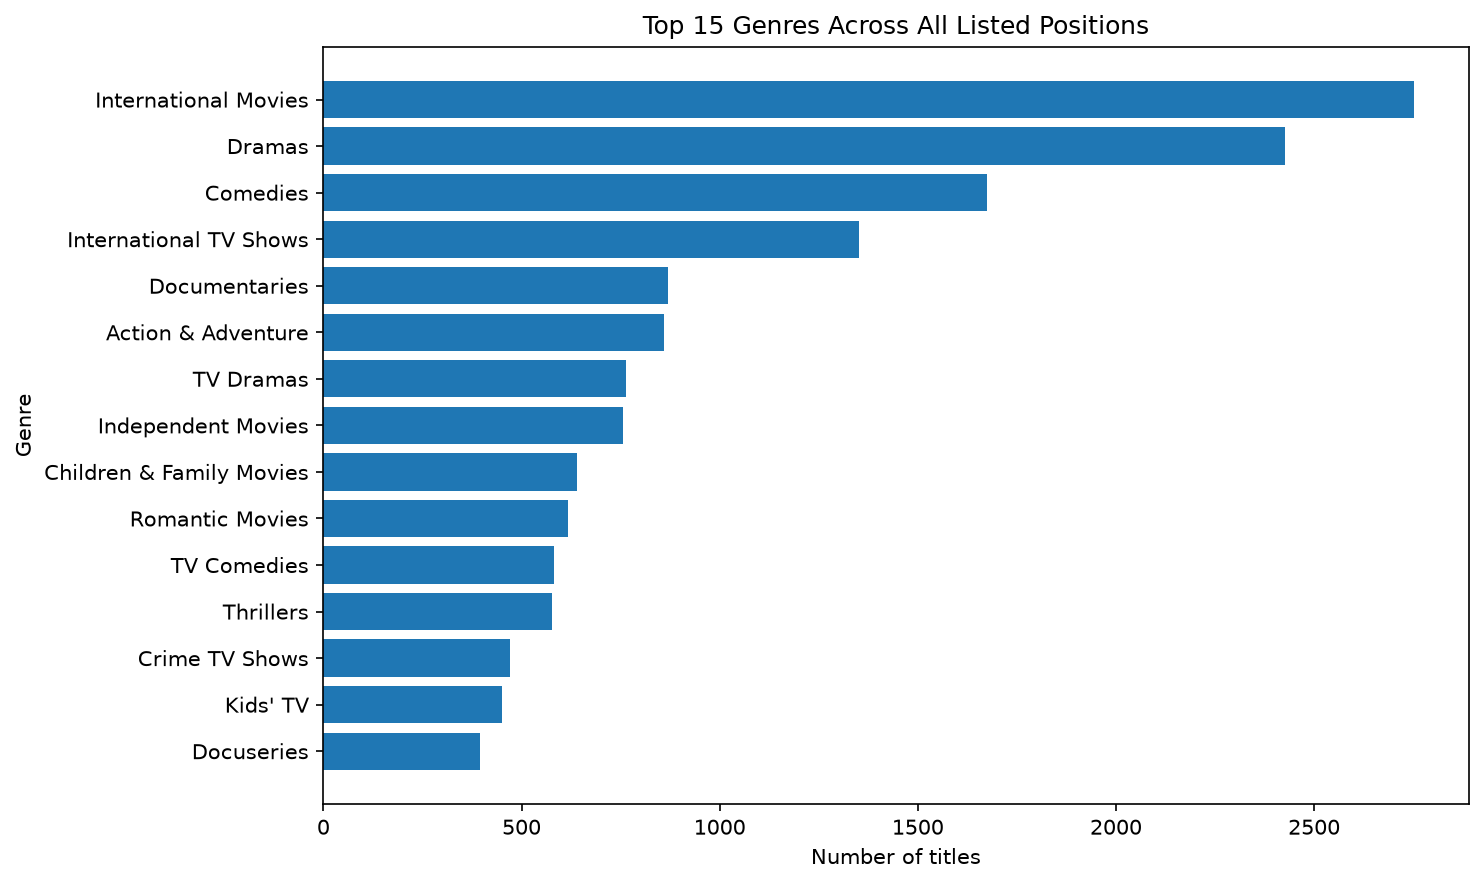 Top 15 Genres Across All Listed Positions
Genre
International Movies
Dramas
Comedies
International TV Shows
Documentaries
Action & Adventure
TV Dramas
Independent Movies
Children & Family Movies
Romantic Movies
TV Comedies
Thrillers
Crime TV Shows
Kids' TV
Docuseries
0 500 1000 1500 2000 2500
Number of titles